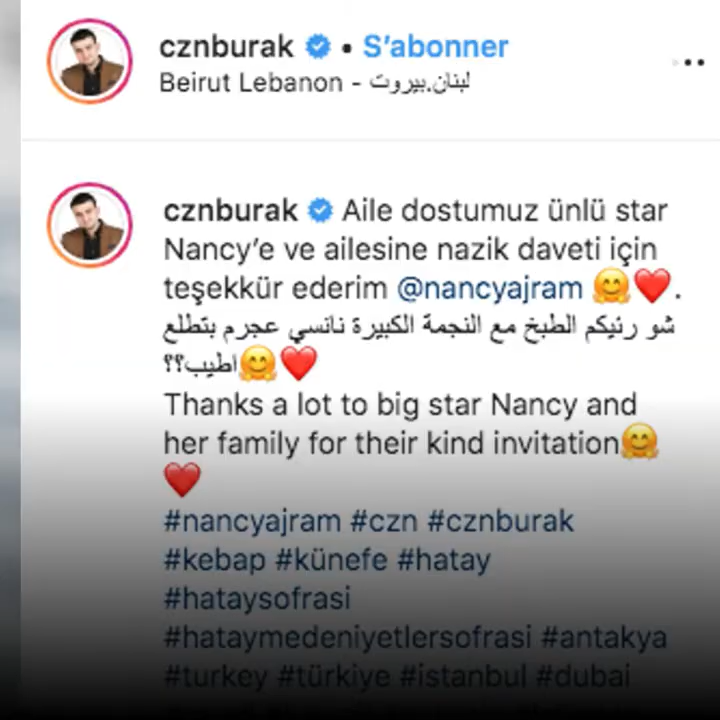 cznburak • S'abonner
Beirut Lebanon - لبنان.بيروت
cznburak Aile dostumuz ünlü star
Nancy'e ve ailesine nazik daveti için
teşekkür ederim @nancyajram 🤗❤️.
شو رئيكم الطبخ مع النجمة الكبيرة نانسي عجرم بتطلع
اطيب؟؟🤗❤️
Thanks a lot to big star Nancy and
her family for their kind invitation🤗
❤️
#nancyajram #czn #cznburak
#kebap #künefe #hatay
#hataysofrasi
#hataymedeniyetlersofrasi #antakya
#turkey #türkiye #istanbul #dubai